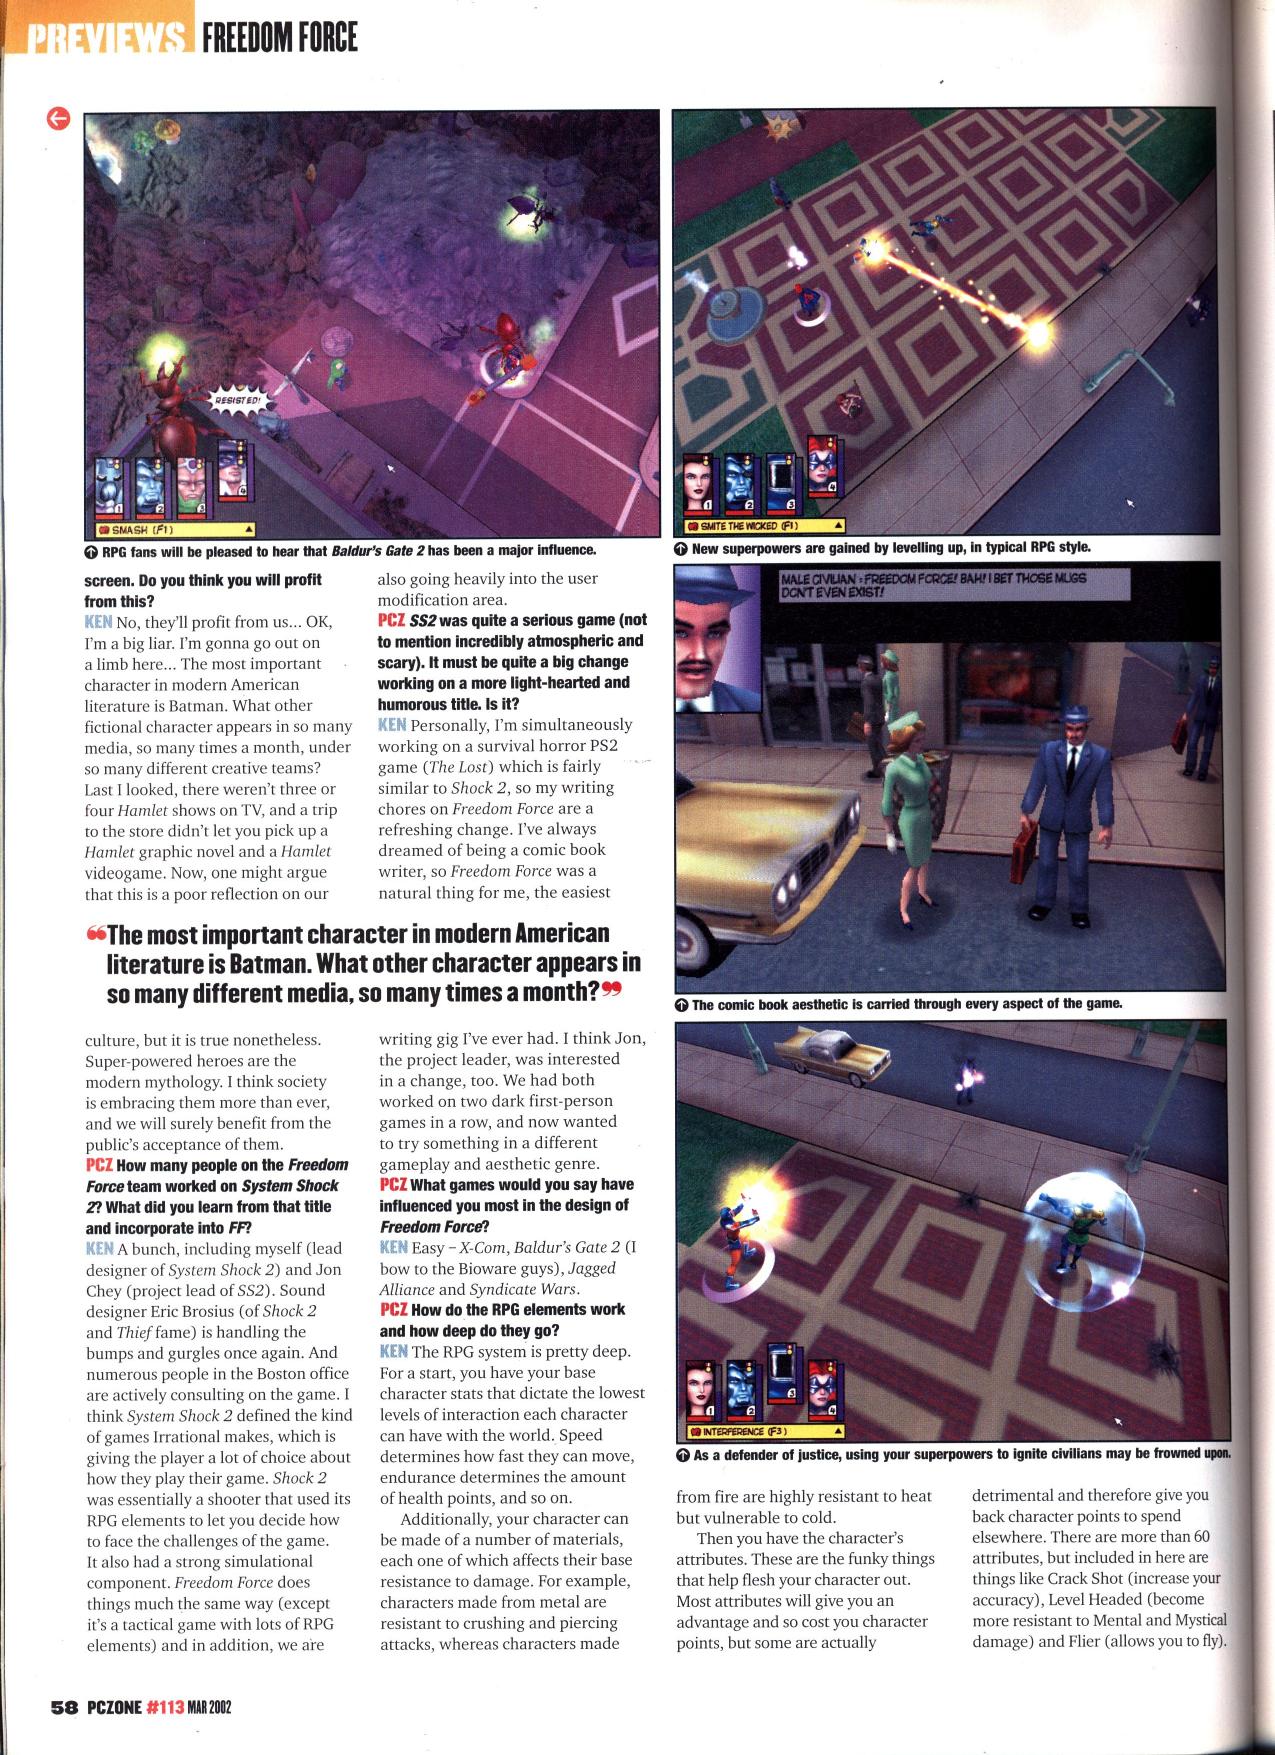 PREVIEWS FREEDOM FORCE
RESISTED!
1 2 3 4
SMASH (F1)
RPG fans will be pleased to hear that Baldur's Gate 2 has been a major influence.
1 2 3 4
SMITE THE WICKED (F1)
New superpowers are gained by levelling up, in typical RPG style.
MALE CIVILIAN : FREEDOM FORCE! BAH! I BET THOSE MUGS
DON'T EVEN EXIST!
The comic book aesthetic is carried through every aspect of the game.
1 2 3 4
INTERFERENCE (F3)
As a defender of justice, using your superpowers to ignite civilians may be frowned upon.
screen. Do you think you will profit
from this?
KEN No, they'll profit from us... OK,
I'm a big liar. I'm gonna go out on
a limb here... The most important
character in modern American
literature is Batman. What other
fictional character appears in so many
media, so many times a month, under
so many different creative teams?
Last I looked, there weren't three or
four Hamlet shows on TV, and a trip
to the store didn't let you pick up a
Hamlet graphic novel and a Hamlet
videogame. Now, one might argue
that this is a poor reflection on our
“The most important character in modern American
literature is Batman. What other character appears in
so many different media, so many times a month?”
culture, but it is true nonetheless.
Super-powered heroes are the
modern mythology. I think society
is embracing them more than ever,
and we will surely benefit from the
public's acceptance of them.
PCZ How many people on the Freedom
Force team worked on System Shock
2? What did you learn from that title
and incorporate into FF?
KEN A bunch, including myself (lead
designer of System Shock 2) and Jon
Chey (project lead of SS2). Sound
designer Eric Brosius (of Shock 2
and Thief fame) is handling the
bumps and gurgles once again. And
numerous people in the Boston office
are actively consulting on the game. I
think System Shock 2 defined the kind
of games Irrational makes, which is
giving the player a lot of choice about
how they play their game. Shock 2
was essentially a shooter that used its
RPG elements to let you decide how
to face the challenges of the game.
It also had a strong simulational
component. Freedom Force does
things much the same way (except
it's a tactical game with lots of RPG
elements) and in addition, we are
also going heavily into the user
modification area.
PCZ SS2 was quite a serious game (not
to mention incredibly atmospheric and
scary). It must be quite a big change
working on a more light-hearted and
humorous title. Is it?
KEN Personally, I'm simultaneously
working on a survival horror PS2
game (The Lost) which is fairly
similar to Shock 2, so my writing
chores on Freedom Force are a
refreshing change. I've always
dreamed of being a comic book
writer, so Freedom Force was a
natural thing for me, the easiest
writing gig I've ever had. I think Jon,
the project leader, was interested
in a change, too. We had both
worked on two dark first-person
games in a row, and now wanted
to try something in a different
gameplay and aesthetic genre.
PCZ What games would you say have
influenced you most in the design of
Freedom Force?
KEN Easy – X-Com, Baldur's Gate 2 (I
bow to the Bioware guys), Jagged
Alliance and Syndicate Wars.
PCZ How do the RPG elements work
and how deep do they go?
KEN The RPG system is pretty deep.
For a start, you have your base
character stats that dictate the lowest
levels of interaction each character
can have with the world. Speed
determines how fast they can move,
endurance determines the amount
of health points, and so on.
Additionally, your character can
be made of a number of materials,
each one of which affects their base
resistance to damage. For example,
characters made from metal are
resistant to crushing and piercing
attacks, whereas characters made
from fire are highly resistant to heat
but vulnerable to cold.
Then you have the character's
attributes. These are the funky things
that help flesh your character out.
Most attributes will give you an
advantage and so cost you character
points, but some are actually
detrimental and therefore give you
back character points to spend
elsewhere. There are more than 60
attributes, but included in here are
things like Crack Shot (increase your
accuracy), Level Headed (become
more resistant to Mental and Mystical
damage) and Flier (allows you to fly).
58 PCZONE #113 MAR 2002